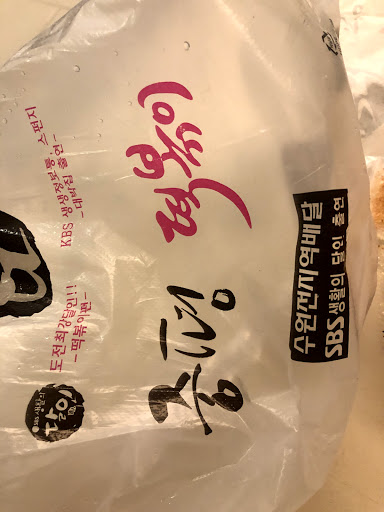 KBS 생생정보통, 스펀지
-대박집 출연-
도전최강달인!!
-떡볶이편-
달인
떡볶이
수원전지역배달
SBS 생활의 달인 출연